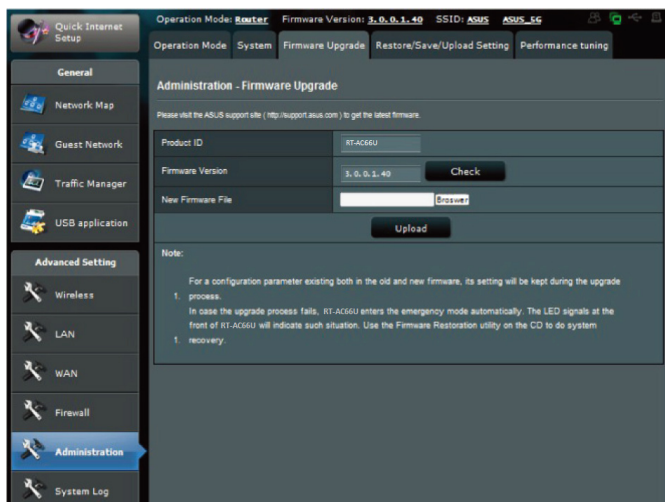 Quick Internet
Setup
Operation Mode: Router Firmware Version: 3.0.0.1.40 SSID: ASUS ASUS_5G
Operation Mode System Firmware Upgrade Restore/Save/Upload Setting Performance tuning
General
Network Map
Guest Network
Traffic Manager
USB application
Advanced Setting
Wireless
LAN
WAN
Firewall
Administration
System Log
Administration - Firmware Upgrade
Please visit the ASUS support site ( http://support.asus.com ) to get the latest firmware.
Product ID RT-AC66U
Firmware Version 3.0.0.1.40 Check
New Firmware File Broswer
Upload
Note:
For a configuration parameter existing both in the old and new firmware, its setting will be kept during the upgrade
1. process.
In case the upgrade process fails, RT-AC66U enters the emergency mode automatically. The LED signals at the
front of RT-AC66U will indicate such situation. Use the Firmware Restoration utility on the CD to do system
1. recovery.